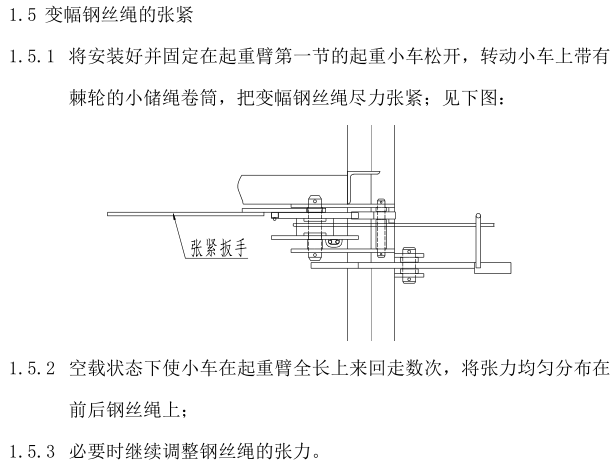 1.5 变幅钢丝绳的张紧
1.5.1 将安装好并固定在起重臂第一节的起重小车松开，转动小车上带有
棘轮的小储绳卷筒，把变幅钢丝绳尽力张紧；见下图：
张紧扳手
1.5.2 空载状态下使小车在起重臂全长上来回走数次，将张力均匀分布在
前后钢丝绳上；
1.5.3 必要时继续调整钢丝绳的张力。